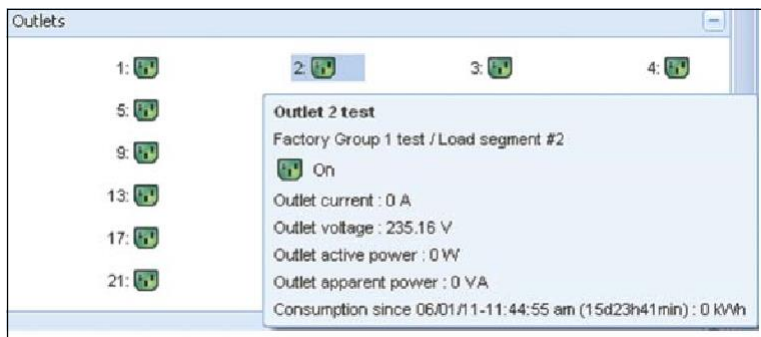 Outlets
1: 2: 3: 4:
5:
9:
13:
17:
21:
Outlet 2 test
Factory Group 1 test / Load segment #2
On
Outlet current : 0 A
Outlet voltage : 235.16 V
Outlet active power : 0 W
Outlet apparent power : 0 VA
Consumption since 06/01/11-11:44:55 am (15d23h41min) : 0 kWh